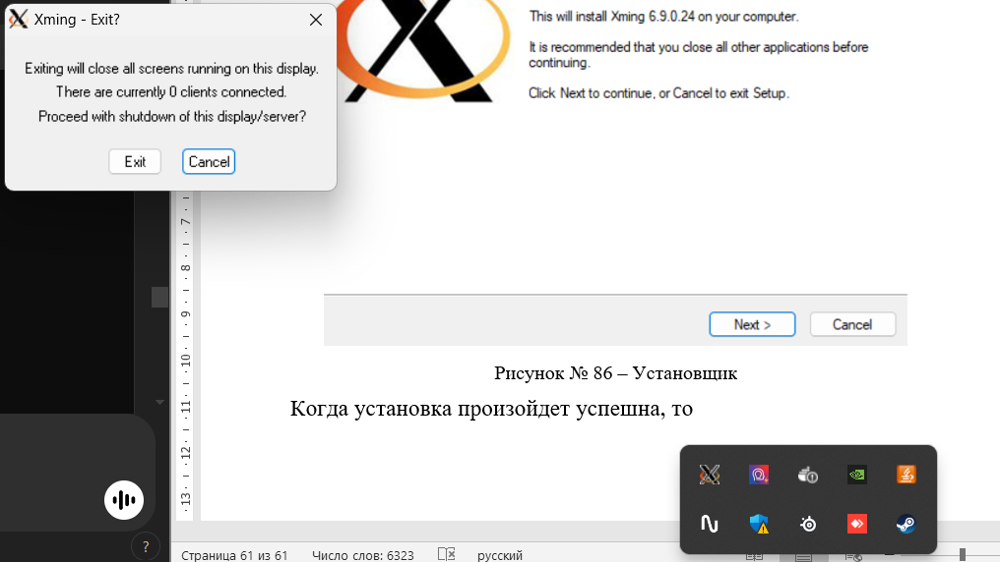 Xming - Exit?
Exiting will close all screens running on this display.
There are currently 0 clients connected.
Proceed with shutdown of this display/server?
Exit
Cancel
This will install Xming 6.9.0.24 on your computer.
It is recommended that you close all other applications before
continuing.
Click Next to continue, or Cancel to exit Setup.
7
8
9
10
11
12
13
Next >
Cancel
Рисунок № 86 – Установщик
Когда установка произойдет успешна, то
?
Страница 61 из 61
Число слов: 6323
русский